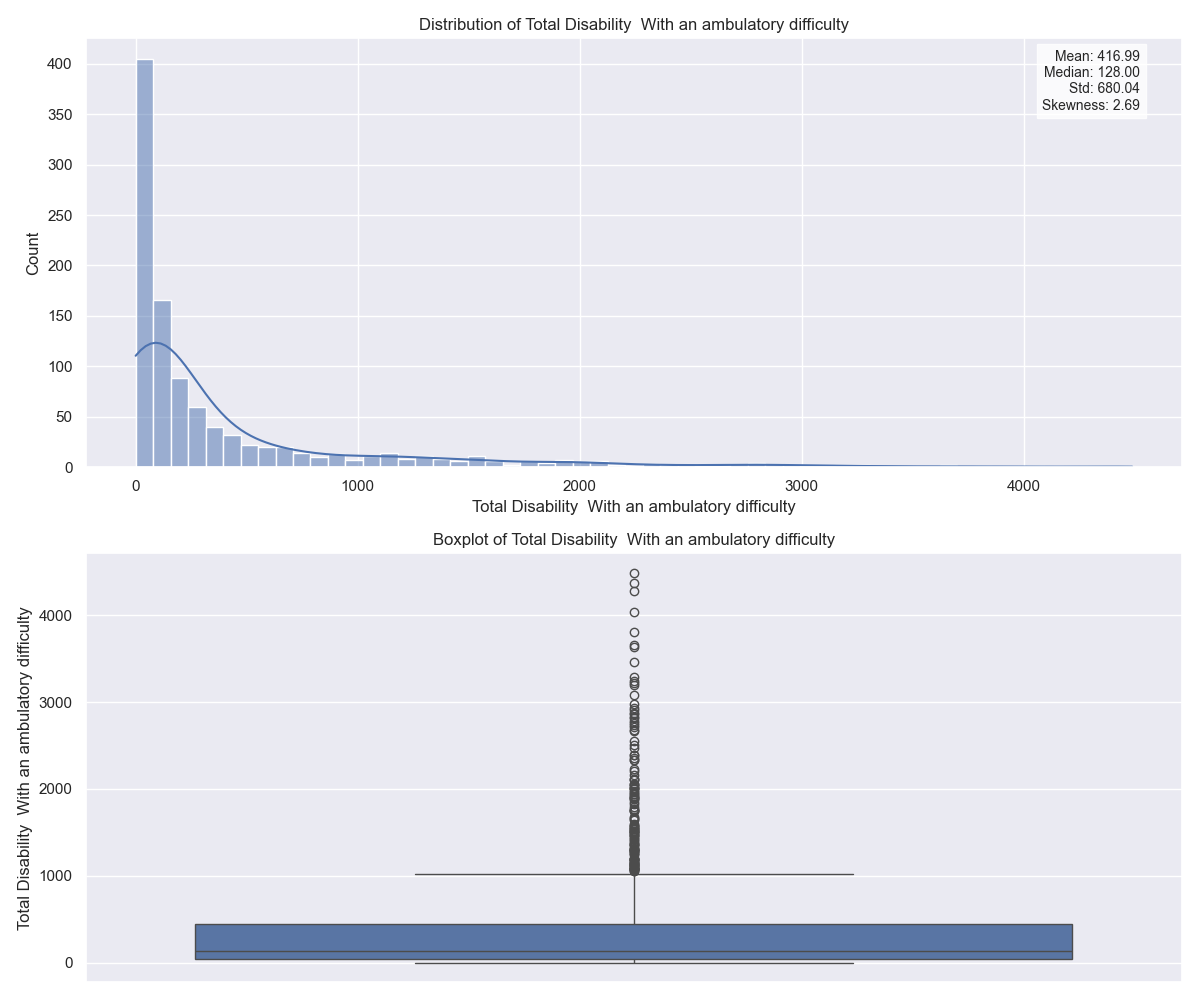 Distribution of Total Disability  With an ambulatory difficulty
Mean: 416.99
Median: 128.00
Std: 680.04
Skewness: 2.69
Count
400
350
300
250
200
150
100
50
0
0 1000 2000 3000 4000
Total Disability  With an ambulatory difficulty
Boxplot of Total Disability  With an ambulatory difficulty
Total Disability  With an ambulatory difficulty
4000
3000
2000
1000
0